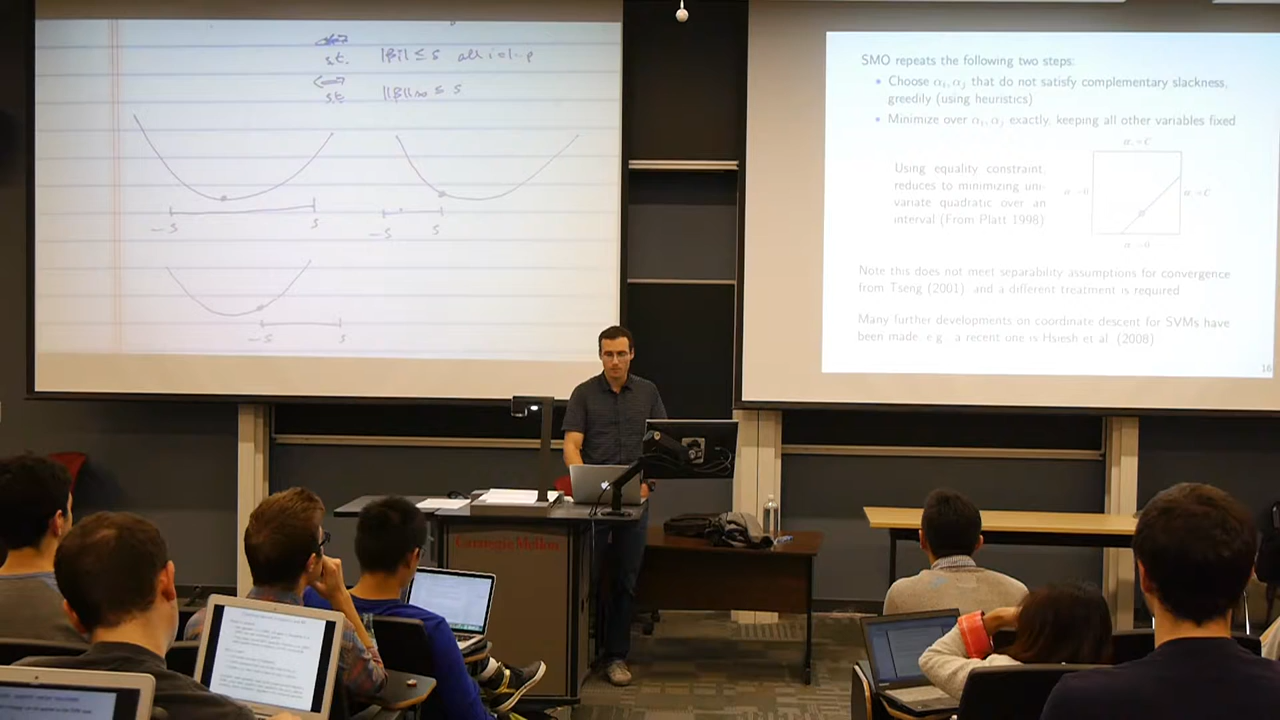 s.t. |βi| ≤ s all i=1..p
s.t. ||β||∞ ≤ s
-s s
-s s
-s s
SMO repeats the following two steps:
• Choose αi, αj that do not satisfy complementary slackness,
greedily (using heuristics)
• Minimize over αi, αj exactly, keeping all other variables fixed
Using equality constraint,
reduces to minimizing uni-
variate quadratic over an
interval (From Platt 1998)
Note this does not meet separability assumptions for convergence
from Tseng (2001), and a different treatment is required
Many further developments on coordinate descent for SVMs have
been made, e.g., a recent one is Hsiesh et al. (2008)
16
Carnegie Mellon